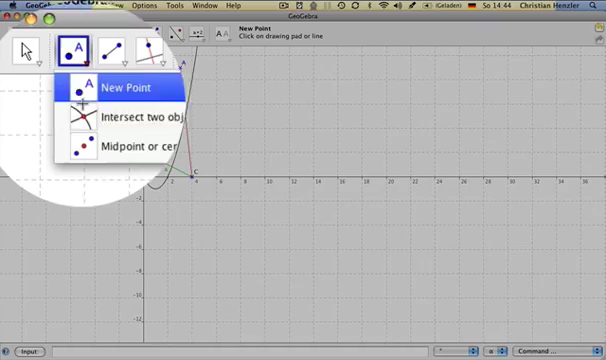 GeoGebra
Options Tools Window Help
(Geladen)
So 14:44
Christian Henzler
GeoGebra
New Point
Click on drawing pad or line
A
A
A A
New Point
Intersect two obj
Midpoint or cer
A
C
2 4 6 8 10 12 14 16 18 20 22 24 26 28 30 32 34 36
-2
-4
-6
-8
-10
-12
Input:
α
Command ...